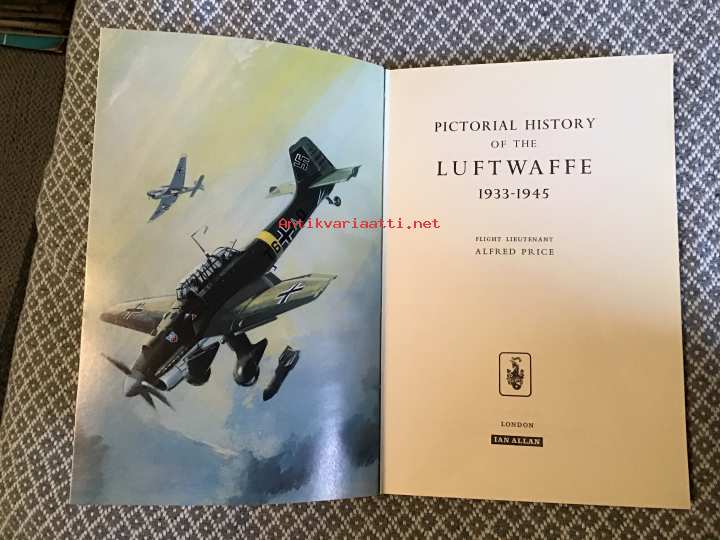 PICTORIAL HISTORY
OF THE
LUFTWAFFE
1933-1945
Antikvariaatti.net
FLIGHT LIEUTENANT
ALFRED PRICE
LONDON
IAN ALLAN